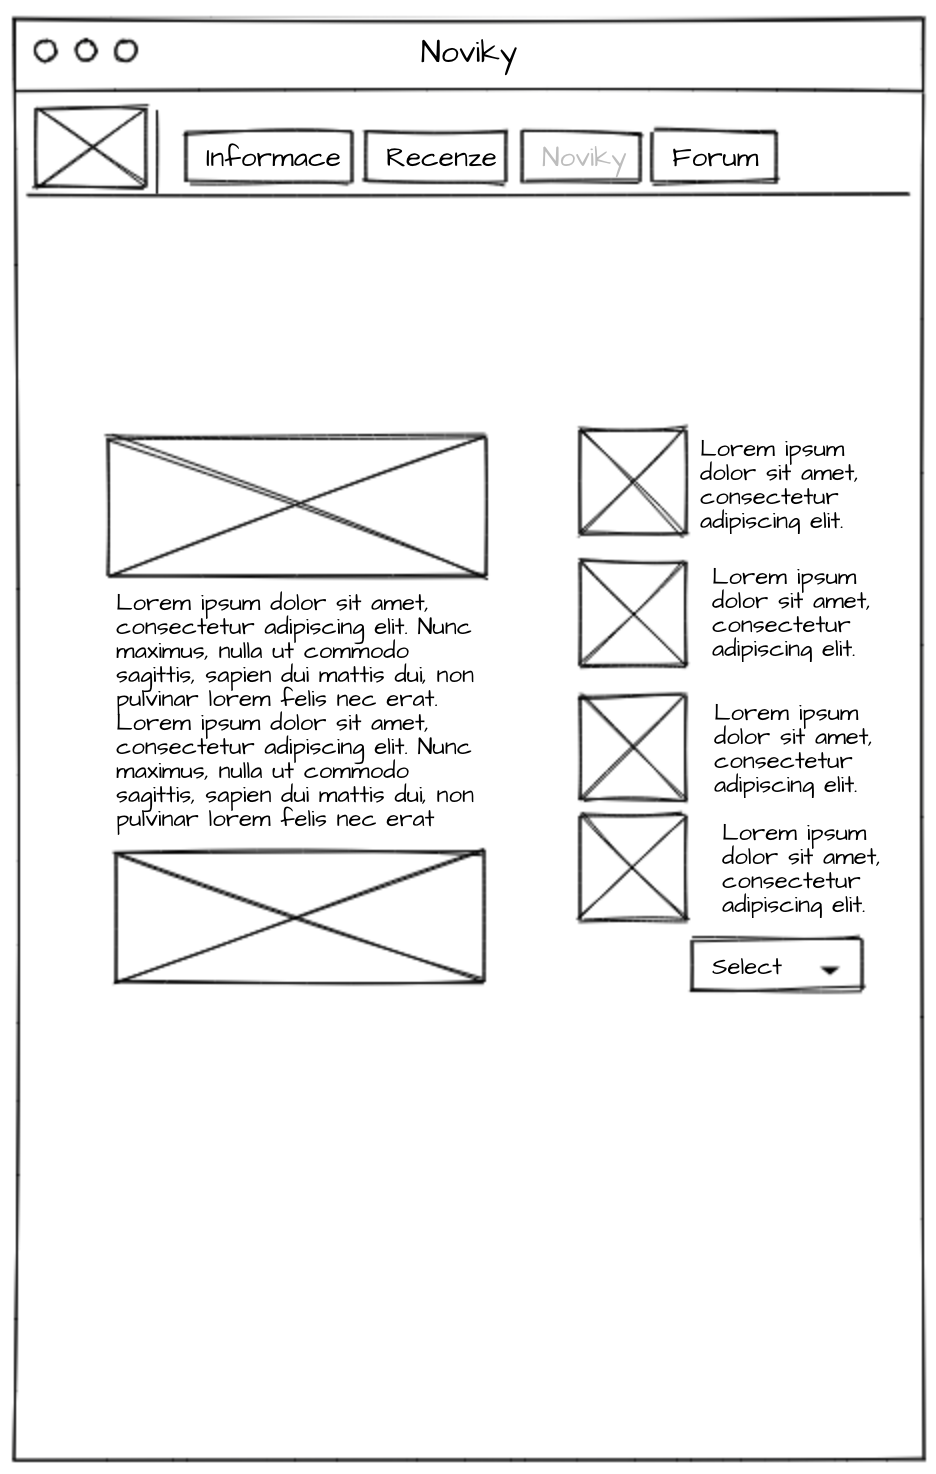 Noviky
Informace
Recenze
Noviky
Forum
Lorem ipsum dolor sit amet,
consectetur adipiscing elit. Nunc
maximus, nulla ut commodo
sagittis, sapien dui mattis dui, non
pulvinar lorem felis nec erat.
Lorem ipsum dolor sit amet,
consectetur adipiscing elit. Nunc
maximus, nulla ut commodo
sagittis, sapien dui mattis dui, non
pulvinar lorem felis nec erat
Lorem ipsum
dolor sit amet,
consectetur
adipiscing elit.
Lorem ipsum
dolor sit amet,
consectetur
adipiscing elit.
Lorem ipsum
dolor sit amet,
consectetur
adipiscing elit.
Lorem ipsum
dolor sit amet,
consectetur
adipiscing elit.
Select